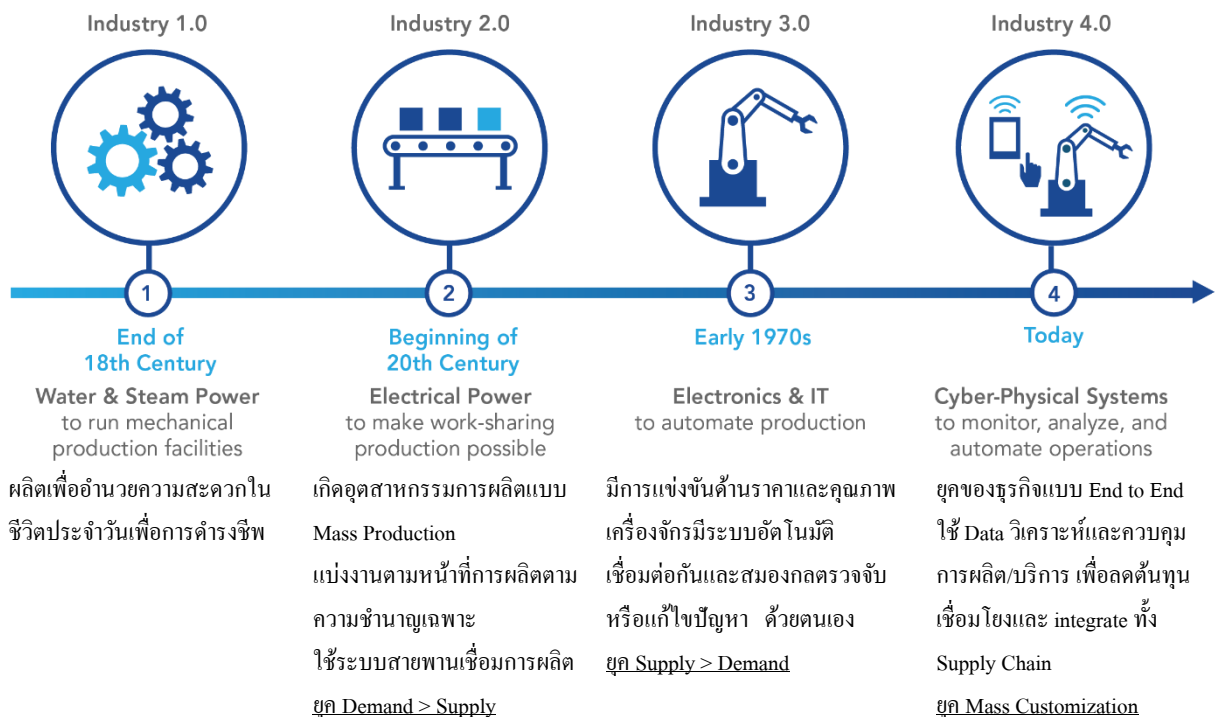 Industry 1.0
Industry 2.0
Industry 3.0
Industry 4.0
1
2
3
4
End of
18th Century
Water & Steam Power
to run mechanical
production facilities
ผลิตเพื่ออำนวยความสะดวกใน
ชีวิตประจำวันเพื่อการดำรงชีพ
Beginning of
20th Century
Electrical Power
to make work-sharing
production possible
เกิดอุตสาหกรรมการผลิตแบบ
Mass Production
แบ่งงานตามหน้าที่การผลิตตาม
ความชำนาญเฉพาะ
ใช้ระบบสายพานเชื่อมการผลิต
ยุค Demand > Supply
Early 1970s
Electronics & IT
to automate production
มีการแข่งขันด้านราคาและคุณภาพ
เครื่องจักรมีระบบอัตโนมัติ
เชื่อมต่อกันและสมองกลตรวจจับ
หรือแก้ไขปัญหา ด้วยตนเอง
ยุค Supply > Demand
Today
Cyber-Physical Systems
to monitor, analyze, and
automate operations
ยุคของธุรกิจแบบ End to End
ใช้ Data วิเคราะห์และควบคุม
การผลิต/บริการ เพื่อลดต้นทุน
เชื่อมโยงและ integrate ทั้ง
Supply Chain
ยุค Mass Customization